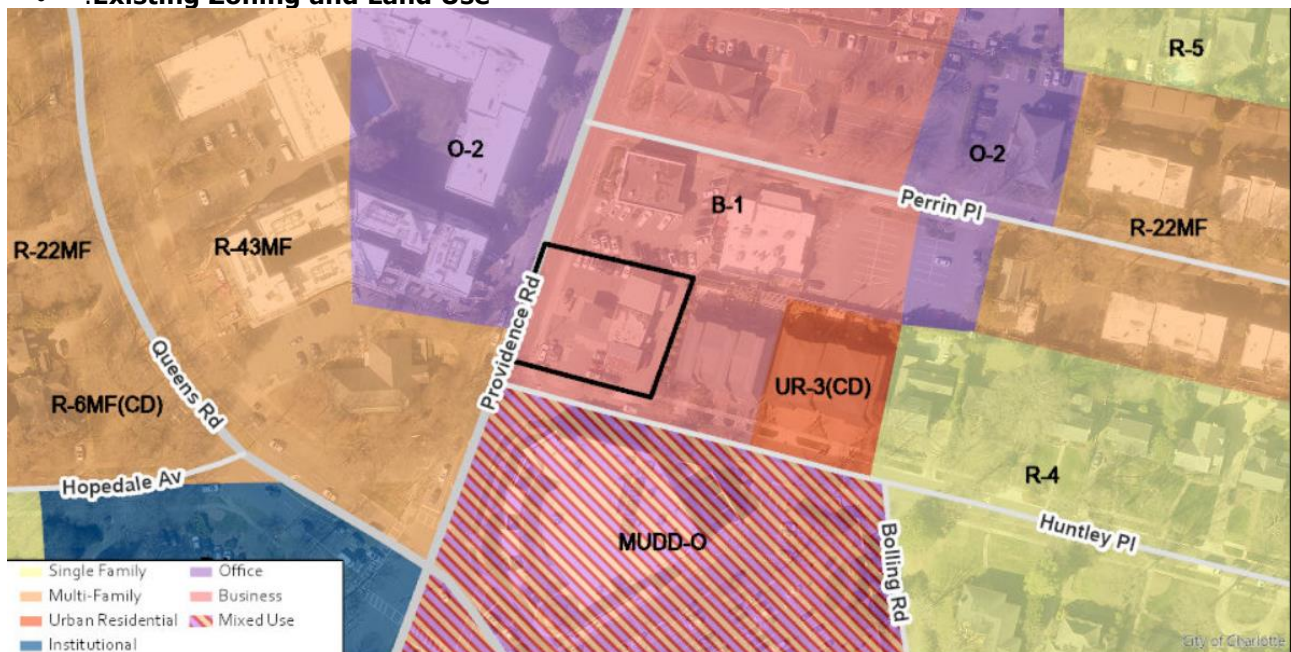 .Existing Zoning and Land Use
R-5
O-2
O-2
Perrin Pl
B-1
R-22MF
R-43MF
R-22MF
Providence Rd
Queens Rd
R-6MF(CD)
UR-3(CD)
R-4
Hopedale Av
Huntley Pl
MUDD-O
Bolling Rd
Single Family
Multi-Family
Urban Residential
Institutional
Office
Business
Mixed Use
City of Charlotte